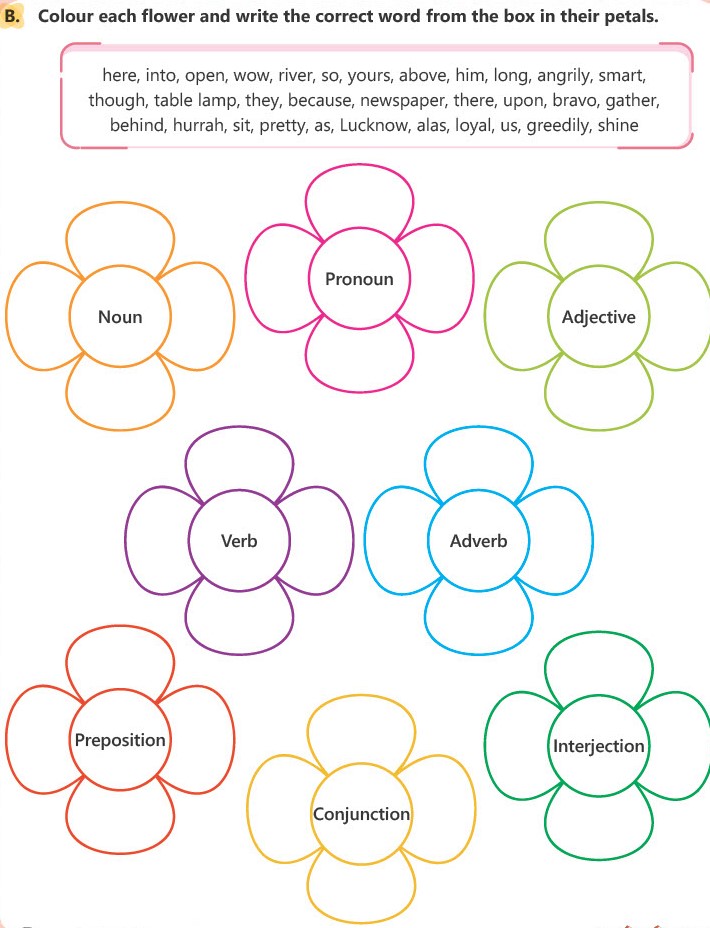 B. Colour each flower and write the correct word from the box in their petals.
here, into, open, wow, river, so, yours, above, him, long, angrily, smart,
though, table lamp, they, because, newspaper, there, upon, bravo, gather,
behind, hurrah, sit, pretty, as, Lucknow, alas, loyal, us, greedily, shine
Pronoun
Noun
Adjective
Verb
Adverb
Preposition
Interjection
Conjunction